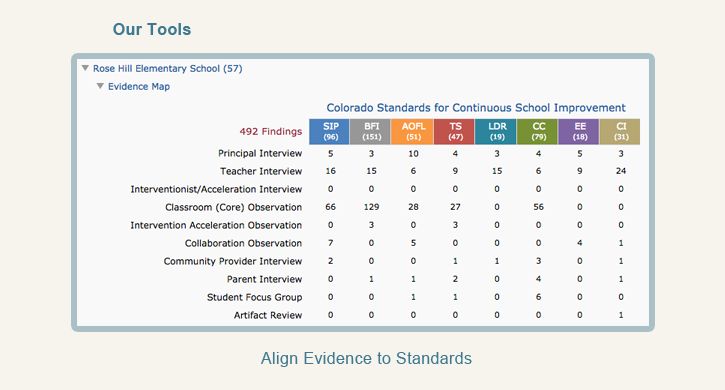 Our Tools
Rose Hill Elementary School (57)
Evidence Map
Colorado Standards for Continuous School Improvement
492 Findings SIP (96) BFI (151) AOFL (51) TS (47) LDR (19) CC (79) EE (18) CI (31)
Principal Interview 5 3 10 4 3 4 5 3
Teacher Interview 16 15 6 9 15 6 9 24
Interventionist/Acceleration Interview 0 0 0 0 0 0 0 0
Classroom (Core) Observation 66 129 28 27 0 56 0 0
Intervention Acceleration Observation 0 3 0 3 0 0 0 0
Collaboration Observation 7 0 5 0 0 0 4 1
Community Provider Interview 2 0 0 1 1 3 0 1
Parent Interview 0 1 1 2 0 4 0 1
Student Focus Group 0 0 1 1 0 6 0 0
Artifact Review 0 0 0 0 0 0 0 1
Align Evidence to Standards